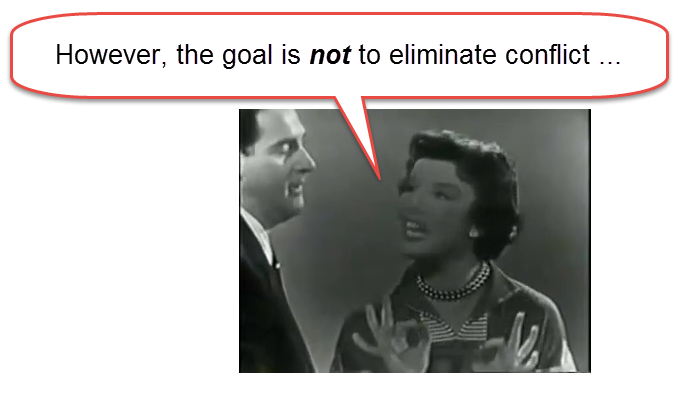 However, the goal is not to eliminate conflict ...